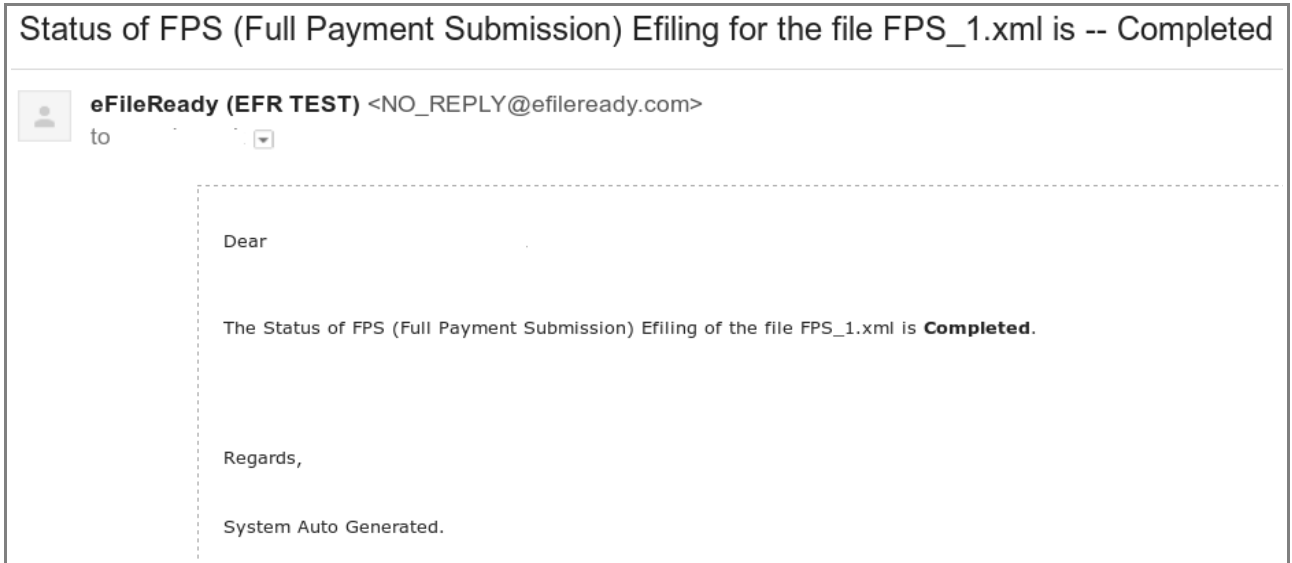 Status of FPS (Full Payment Submission) Efiling for the file FPS_1.xml is -- Completed
eFileReady (EFR TEST) <NO_REPLY@efileready.com>
to
Dear
The Status of FPS (Full Payment Submission) Efiling of the file FPS_1.xml is Completed.
Regards,
System Auto Generated.